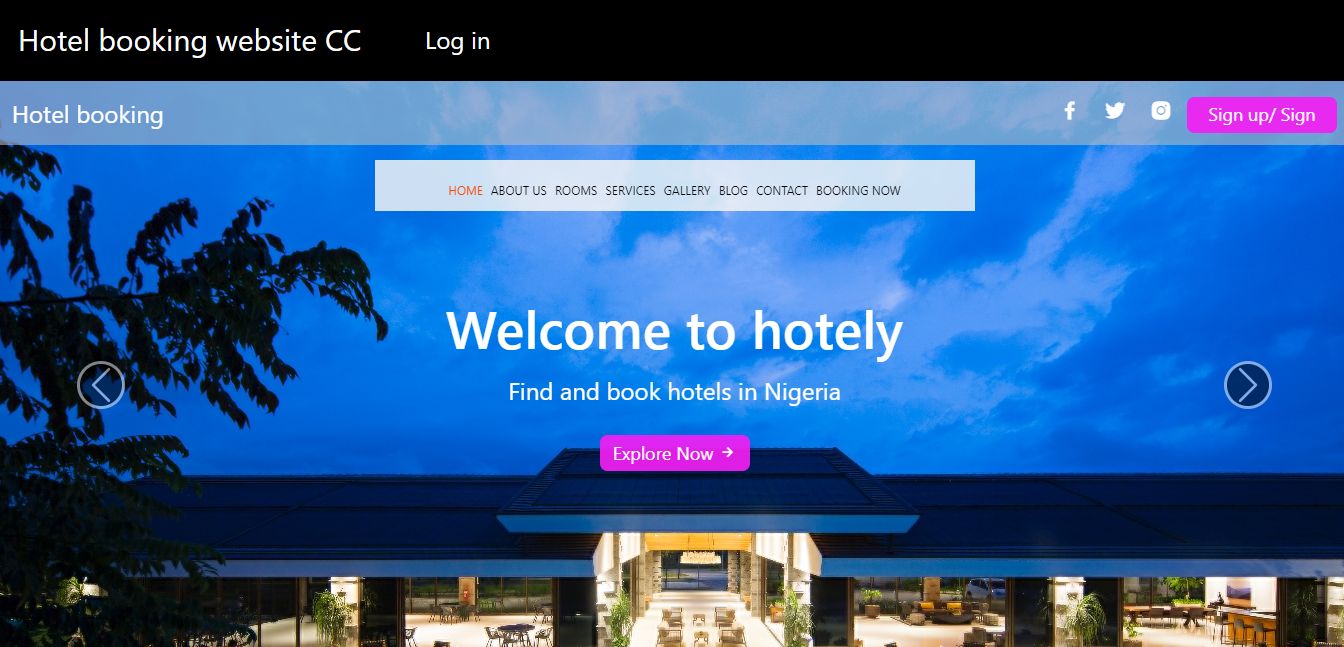 Hotel booking website CC Log in
Hotel booking Sign up/ Sign
HOME ABOUT US ROOMS SERVICES GALLERY BLOG CONTACT BOOKING NOW
Welcome to hotely
Find and book hotels in Nigeria
Explore Now →